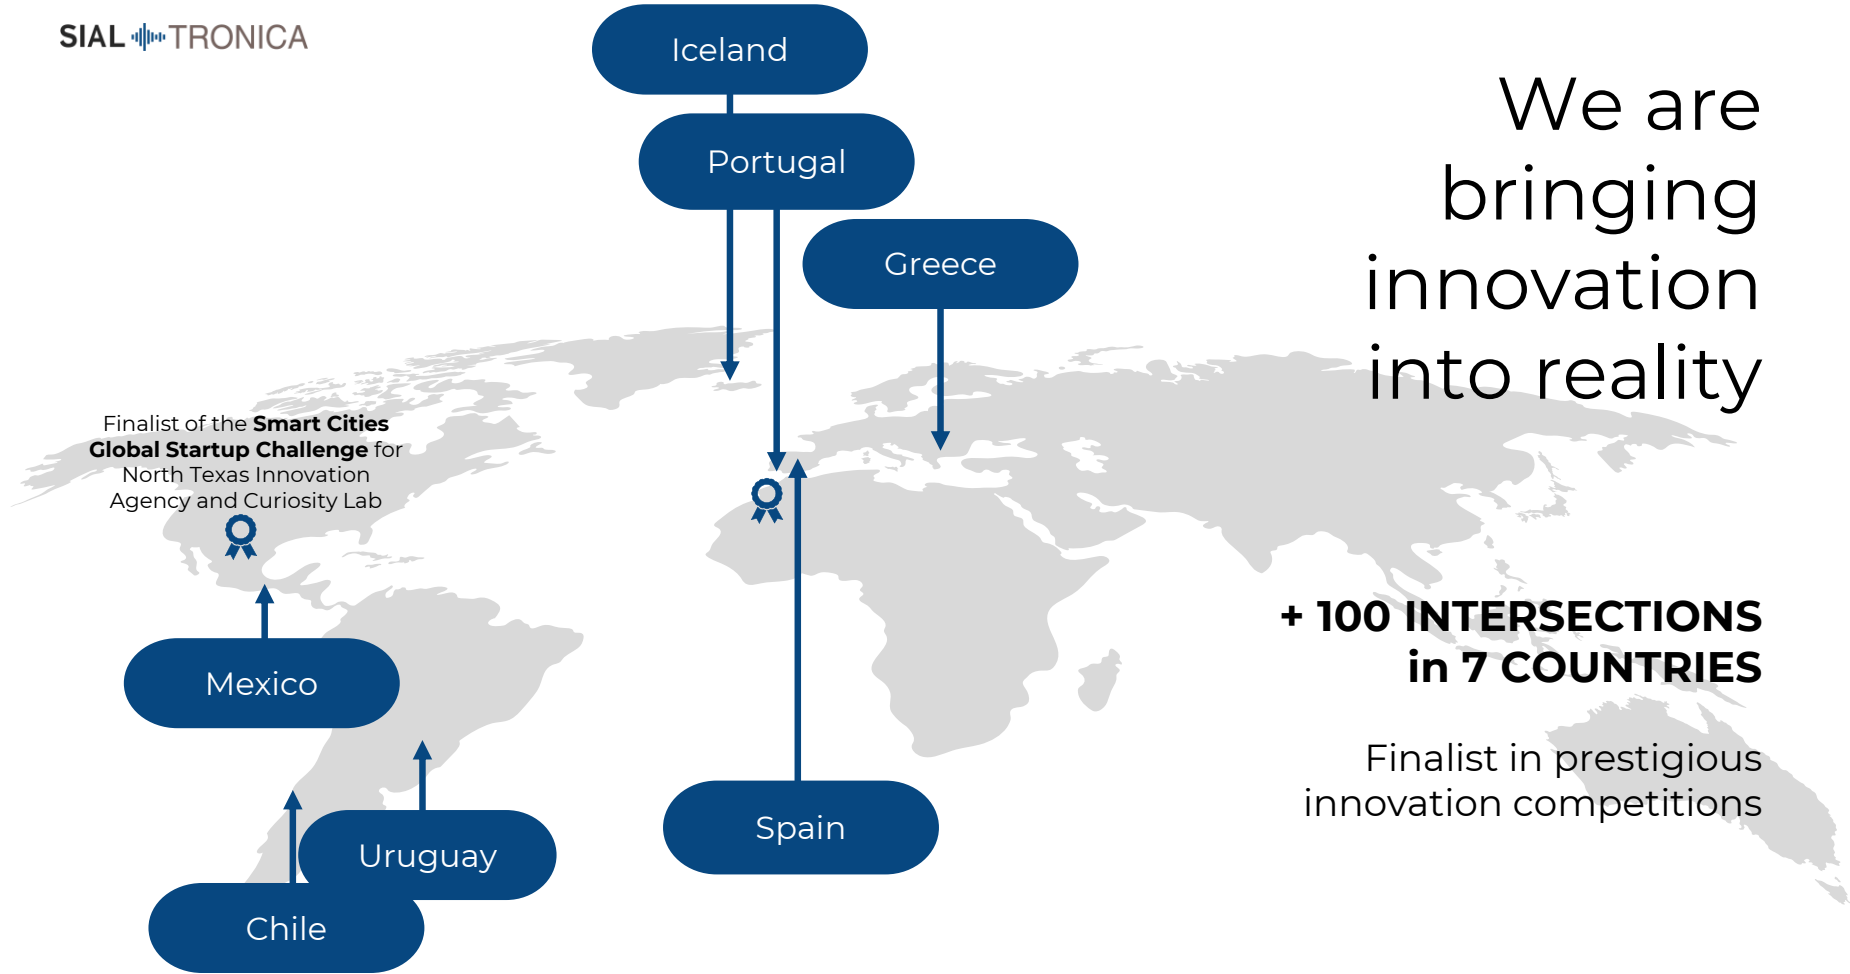 SIAL TRONICA
Iceland
Portugal
Greece
We are
bringing
innovation
into reality
Finalist of the Smart Cities
Global Startup Challenge for
North Texas Innovation
Agency and Curiosity Lab
+ 100 INTERSECTIONS
in 7 COUNTRIES
Mexico
Finalist in prestigious
innovation competitions
Spain
Uruguay
Chile